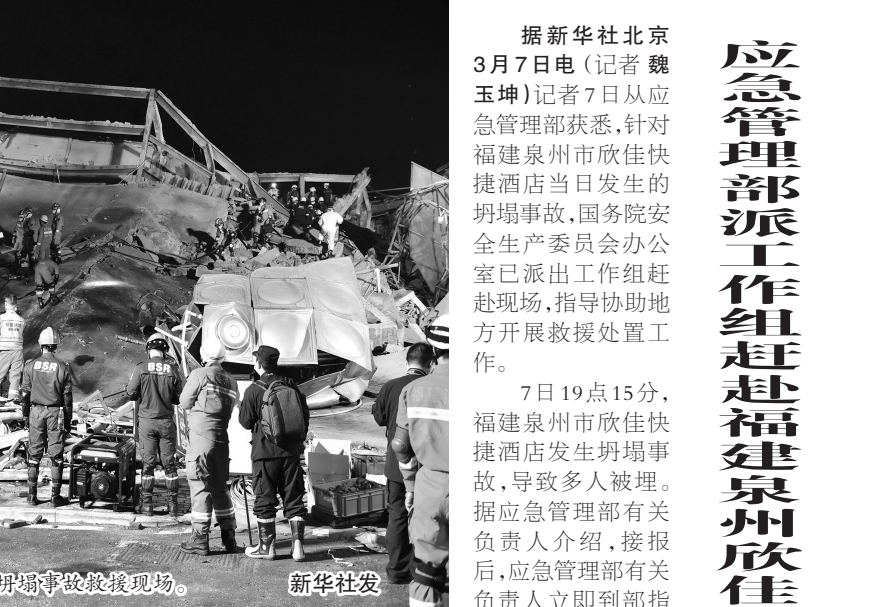 应急管理部派工作组赶赴福建泉州欣佳
据新华社北京
3月7日电（记者 魏
玉坤)记者7日从应
急管理部获悉,针对
福建泉州市欣佳快
捷酒店当日发生的
坍塌事故,国务院安
全生产委员会办公
室已派出工作组赶
赴现场,指导协助地
方开展救援处置工
作。
7日19点15分,
福建泉州市欣佳快
捷酒店发生坍塌事
故,导致多人被埋。
据应急管理部有关
负责人介绍,接报
后,应急管理部有关
负责人立即到部指
BSR
BSR
坍塌事故救援现场。
新华社发